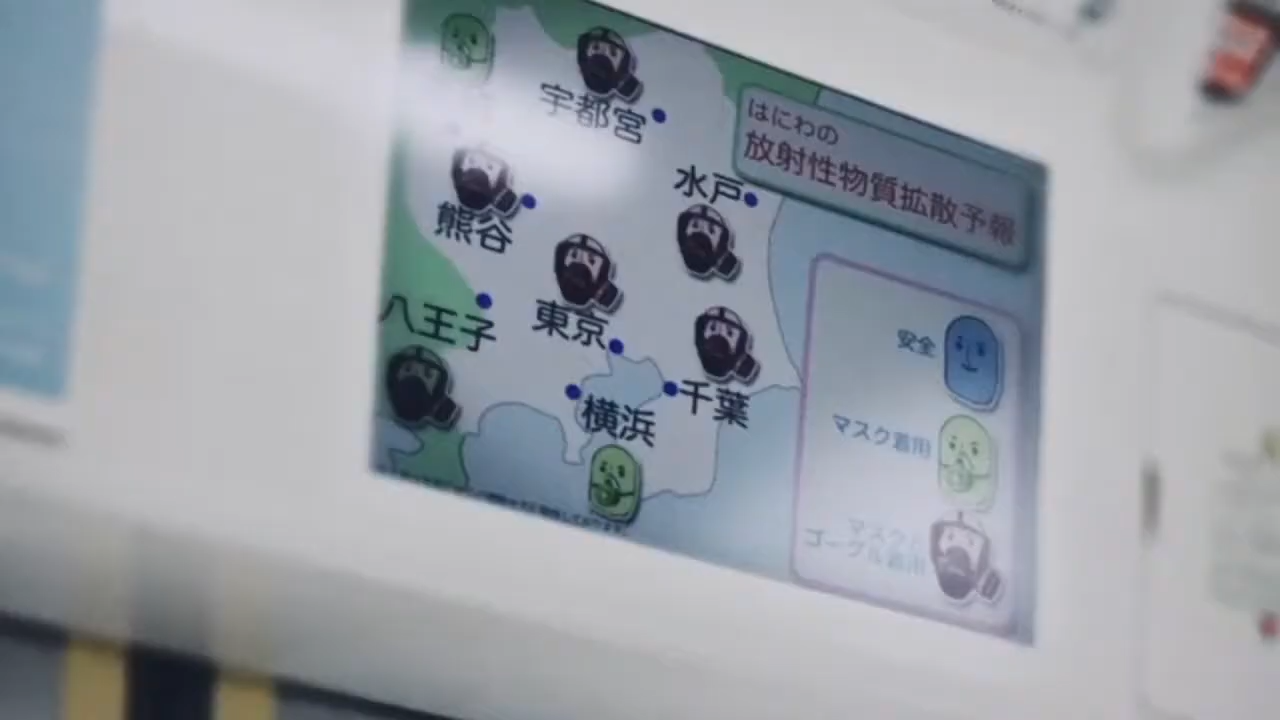 はにわの
放射性物質拡散予報
宇都宮
水戸
熊谷
東京
八王子
千葉
横浜
安全
マスク着用
マスクと
ゴーグル着用